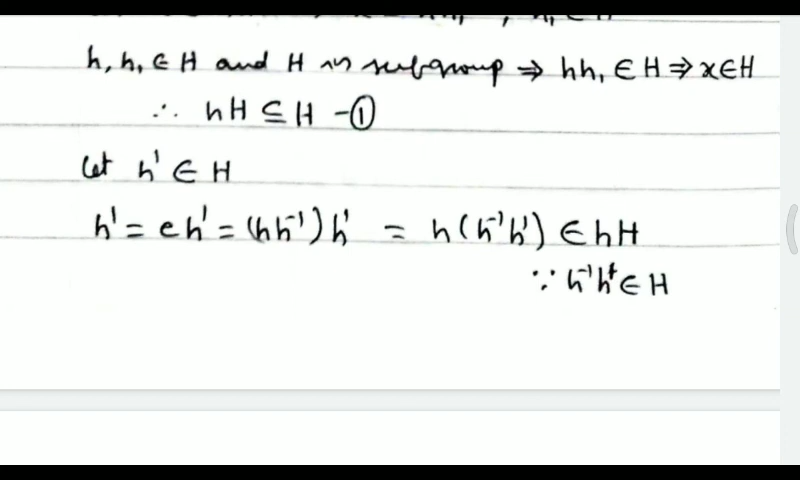 h, h₁ ∈ H and H is subgroup ⇒ hh₁ ∈ H ⇒ x ∈ H
∴ hH ⊆ H -①
Let h' ∈ H
h' = eh' = (hh⁻¹)h' = h(h⁻¹h') ∈ hH
∵ h⁻¹h' ∈ H